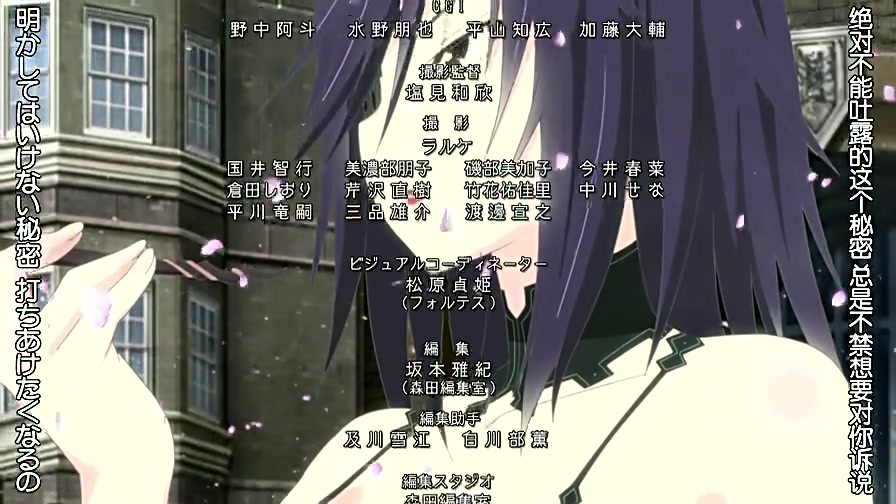 明かしてはいけない秘密 打ちあけたくなるの
绝对不能吐露的这个秘密 总是不禁想要对你诉说
CGI
野中阿斗 水野朋也 平山知広 加藤大輔
撮影監督
塩見和欣
撮影
ラルケ
国井智行 美濃部朋子 磯部美加子 今井春菜
倉田しおり 芹沢直樹 竹花佑佳里 中川せな
平川竜嗣 三品雄介 波邉宣之
ビジュアルコーディネーター
松原貞姫
(フォルテス)
編集
坂本雅紀
(森田編集室)
編集助手
及川雪江 白川部薫
編集スタジオ
森田編集室